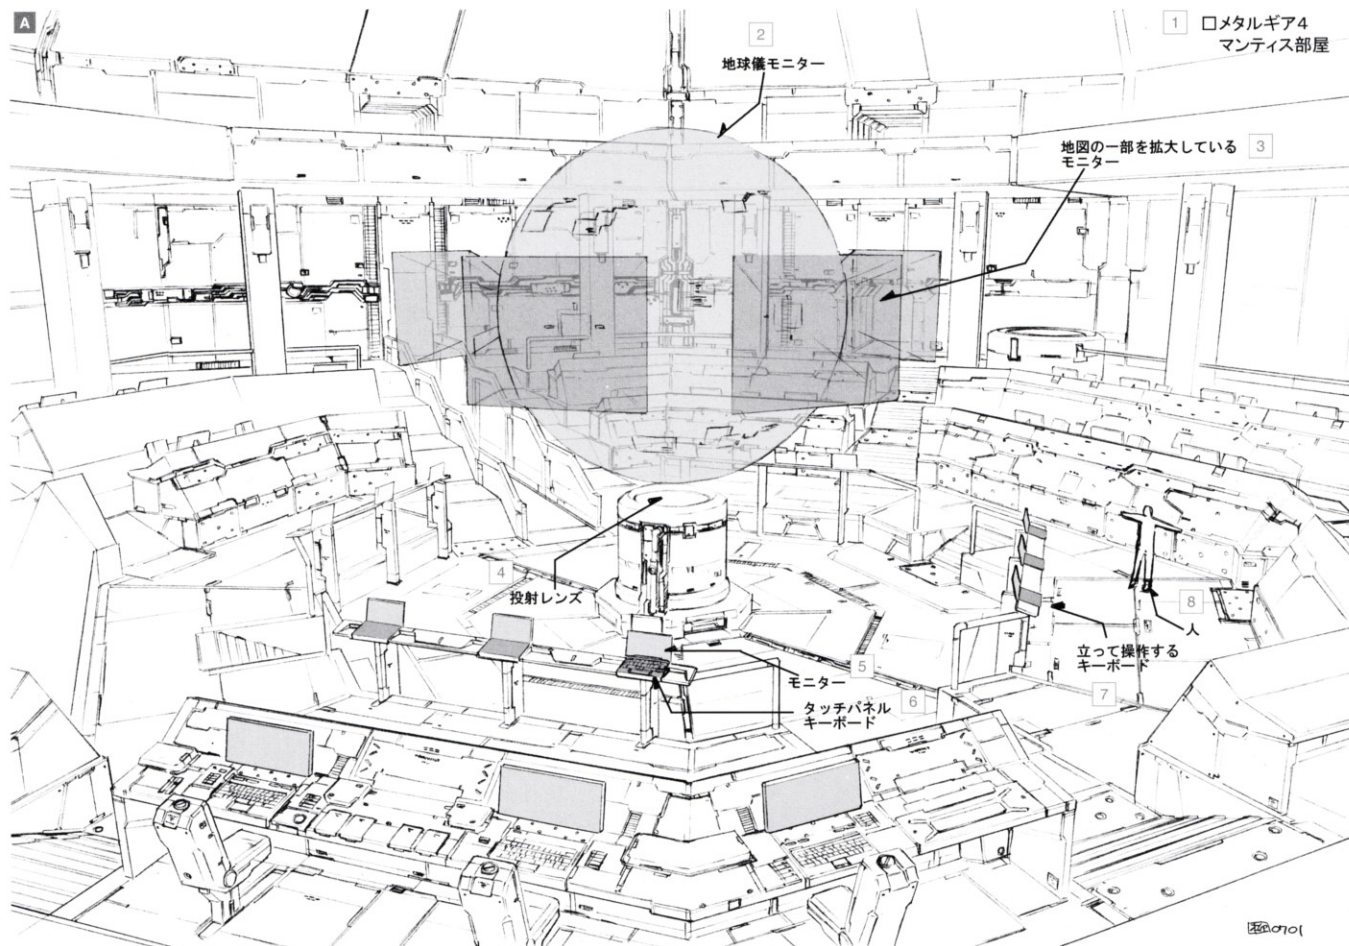 A
1 □メタルギア4
マンティス部屋
2
地球儀モニター
地図の一部を拡大している 3
モニター
4
投射レンズ
8
人
立って操作する
キーボード
7
5
モニター
6
タッチパネル
キーボード
0701